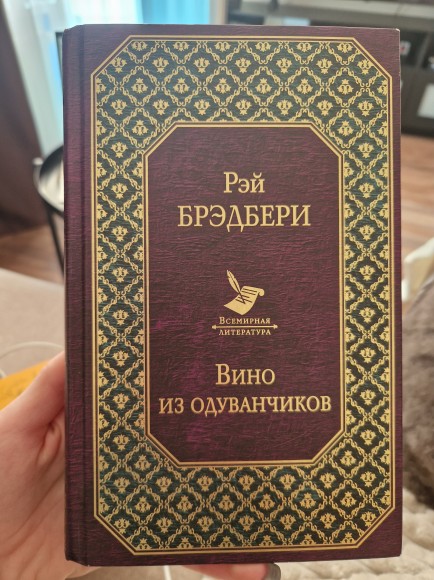 Рэй
БРЭДБЕРИ
Всемирная
литература
Вино
из одуванчиков